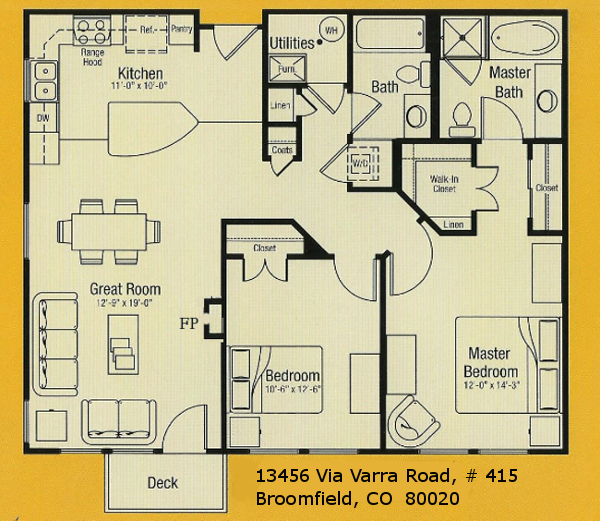 Range
Hood
Ref.
Pantry
Kitchen
11'-0" x 10'-0"
DW
Utilities
WH
Furn.
Linen
Coats
Bath
W/D
Master
Bath
Walk-In
Closet
Linen
Closet
Closet
Great Room
12'-9" x 19'-0"
FP
Bedroom
10'-6" x 12'-6"
Master
Bedroom
12'-0" x 14'-3"
Deck
13456 Via Varra Road, # 415
Broomfield, CO 80020